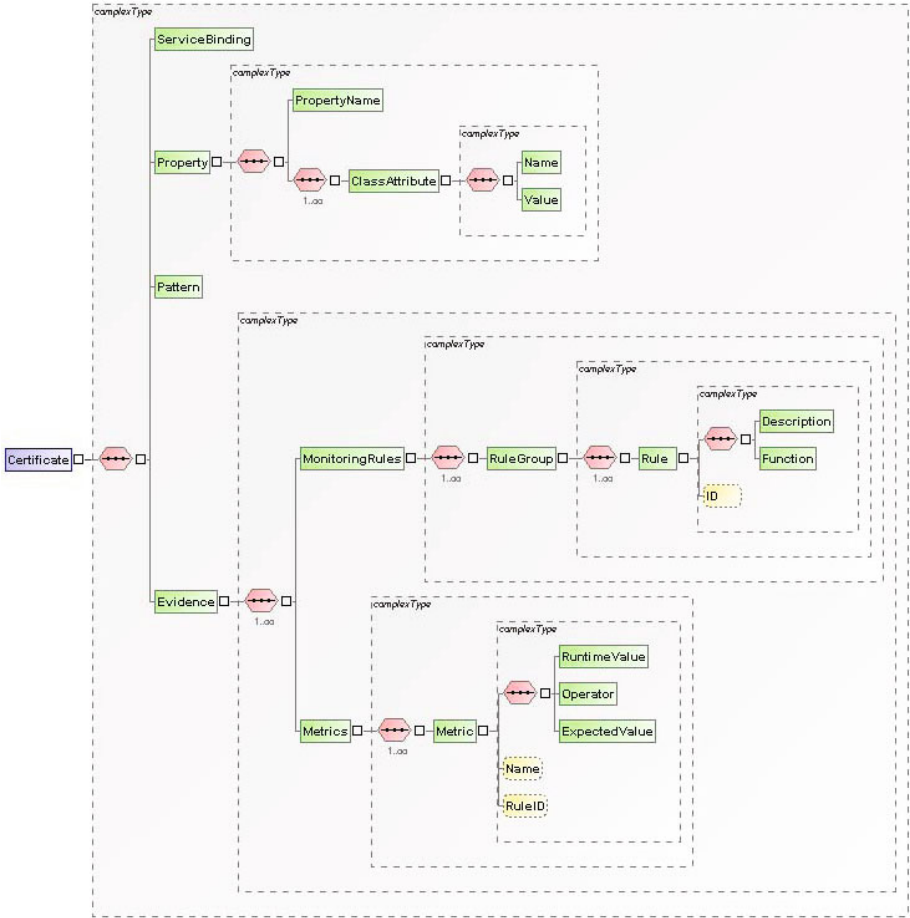 complexType
ServiceBinding
complexType
PropertyName
complexType
Property
Name
ClassAttribute
1..∞
Value
Pattern
complexType
complexType
complexType
complexType
Description
Certificate
MonitoringRules
RuleGroup
Rule
Function
1..∞
1..∞
ID
Evidence
1..∞
complexType
complexType
RuntimeValue
Operator
Metrics
Metric
ExpectedValue
1..∞
Name
RuleID